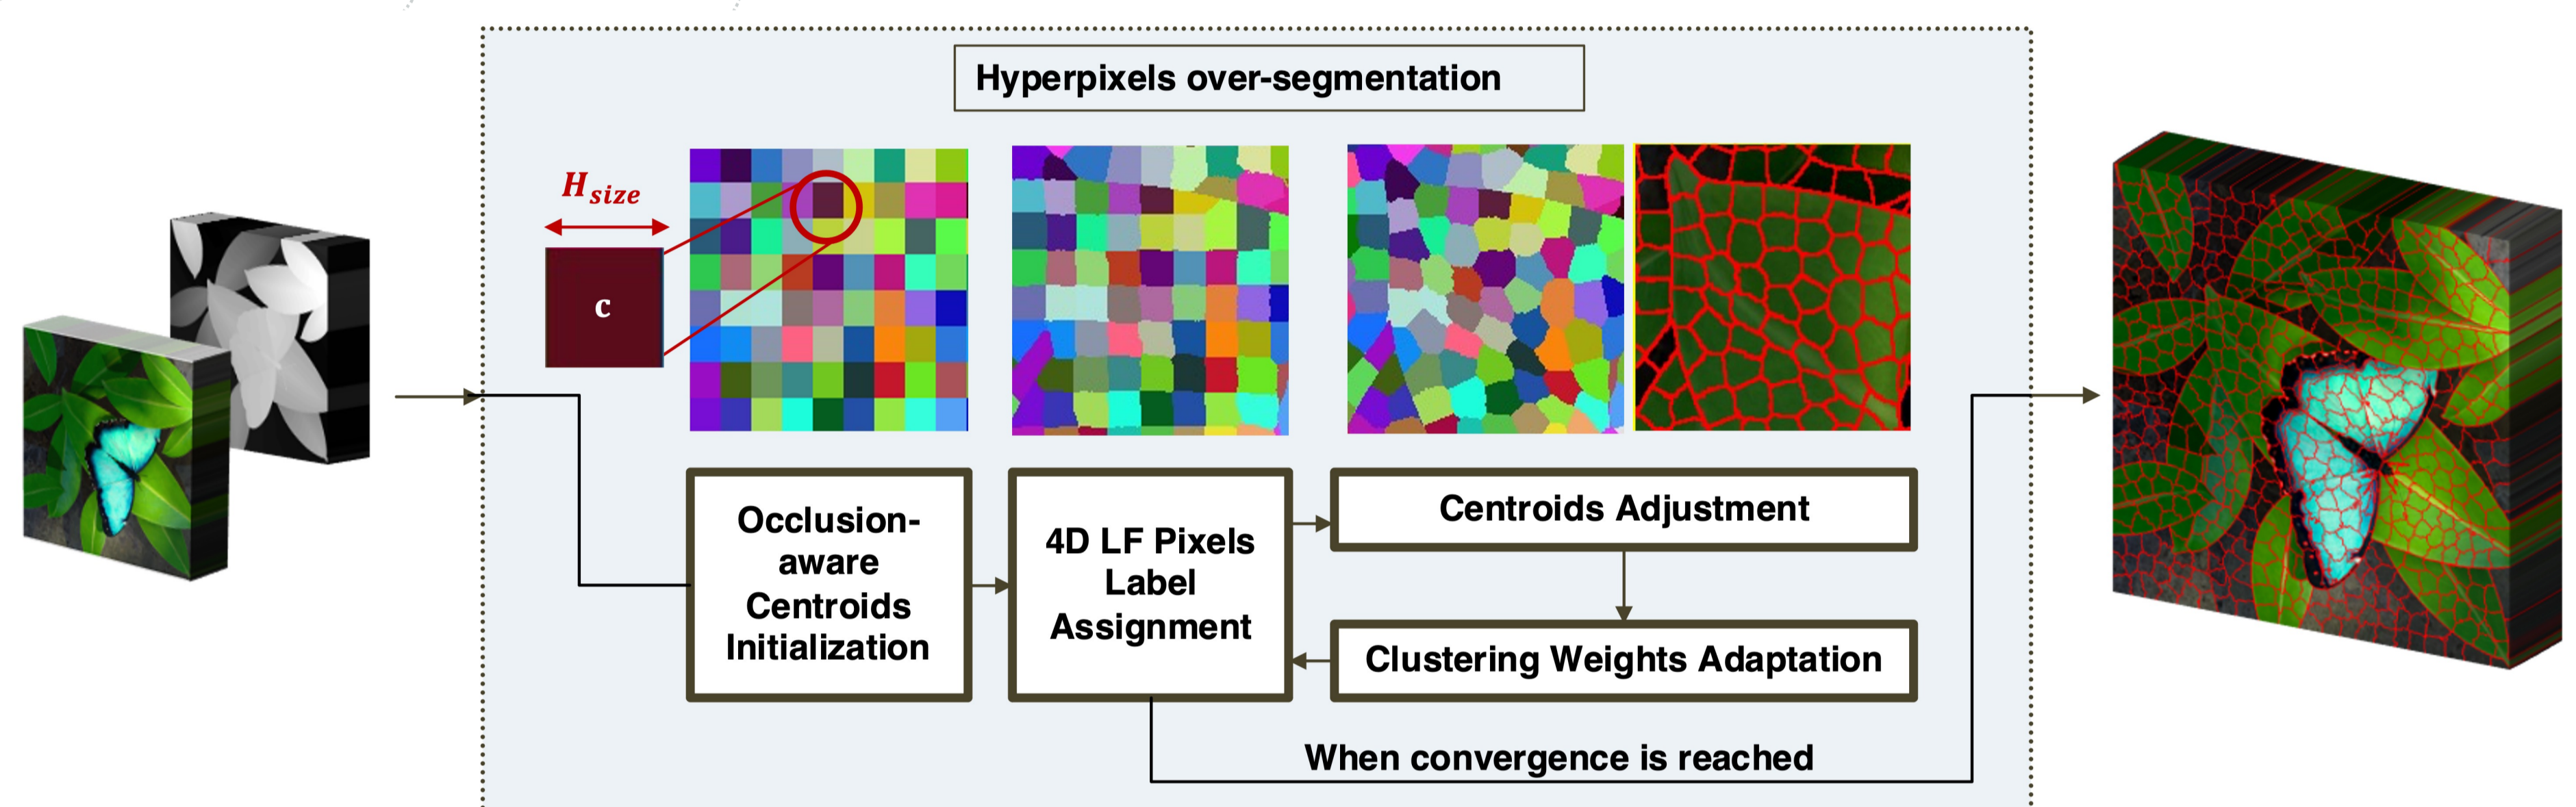 Hyperpixels over-segmentation
H_size
c
Occlusion-
aware
Centroids
Initialization
4D LF Pixels
Label
Assignment
Centroids Adjustment
Clustering Weights Adaptation
When convergence is reached